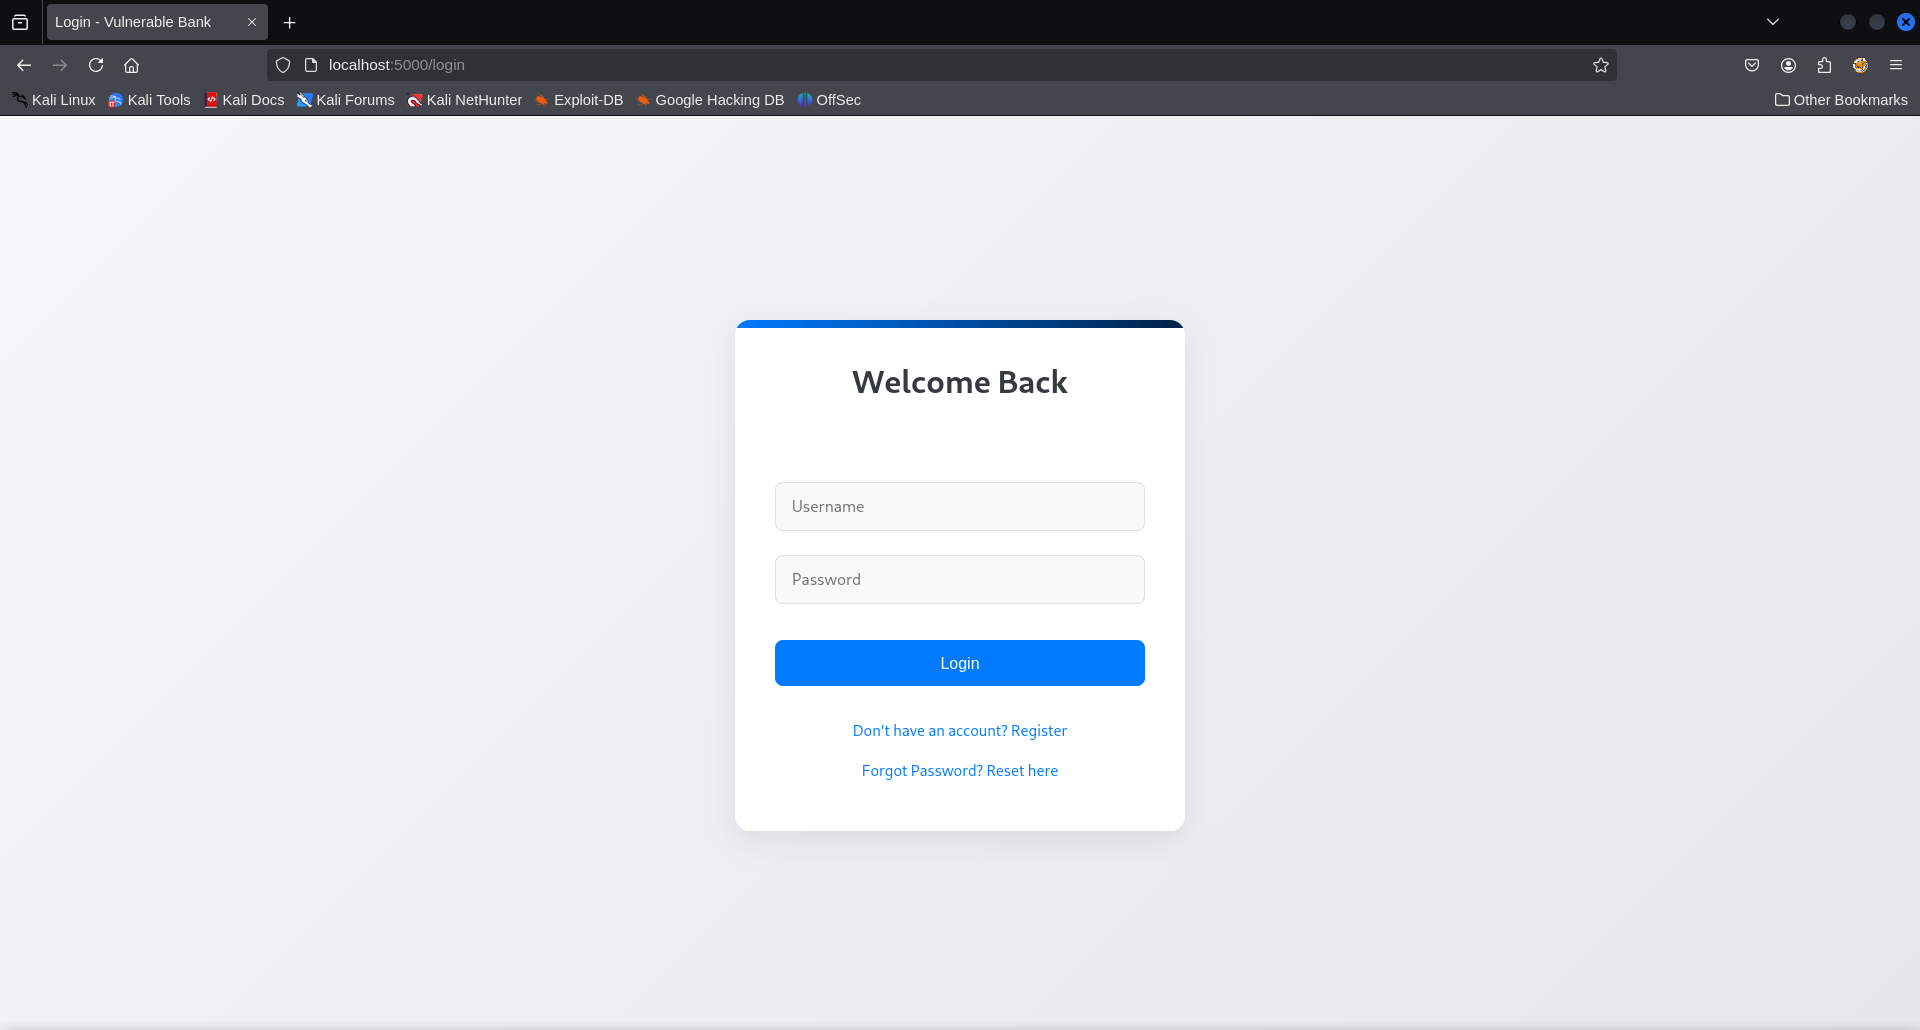 Login - Vulnerable Bank
localhost:5000/login
Kali Linux Kali Tools Kali Docs Kali Forums Kali NetHunter Exploit-DB Google Hacking DB OffSec Other Bookmarks
Welcome Back
Username
Password
Login
Don't have an account? Register
Forgot Password? Reset here